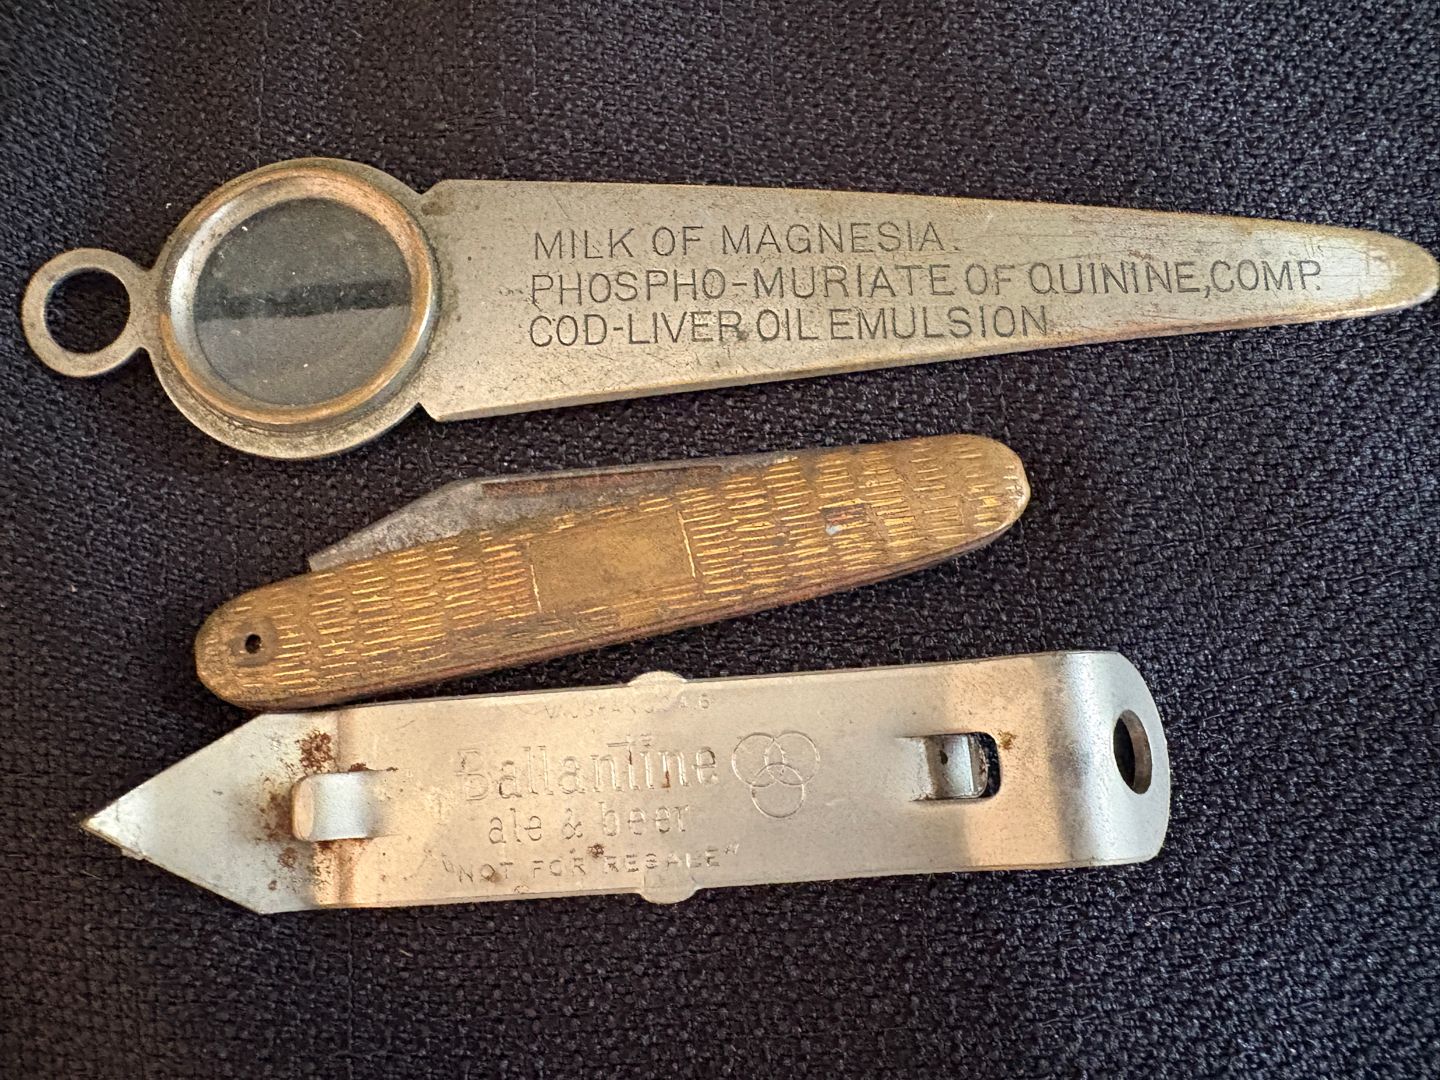 MILK OF MAGNESIA.
PHOSPHO-MURIATE OF QUININE, COMP.
COD-LIVER OIL EMULSION
Ballantine
ale & beer
"NOT FOR RESALE"